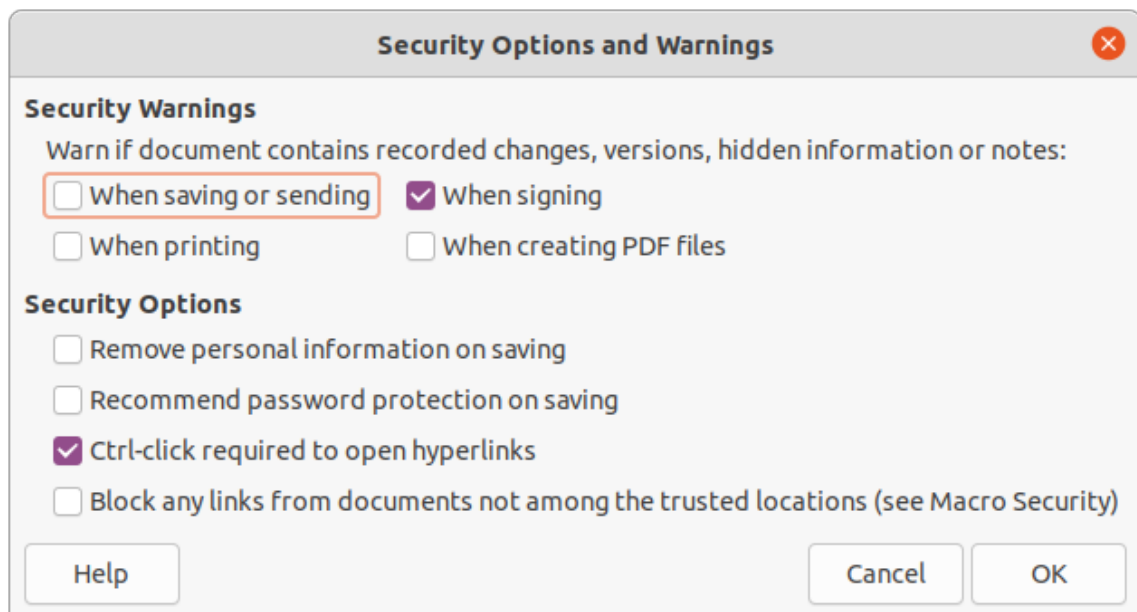 Security Options and Warnings
Security Warnings
Warn if document contains recorded changes, versions, hidden information or notes:
When saving or sending When signing
When printing When creating PDF files
Security Options
Remove personal information on saving
Recommend password protection on saving
Ctrl-click required to open hyperlinks
Block any links from documents not among the trusted locations (see Macro Security)
Help Cancel OK